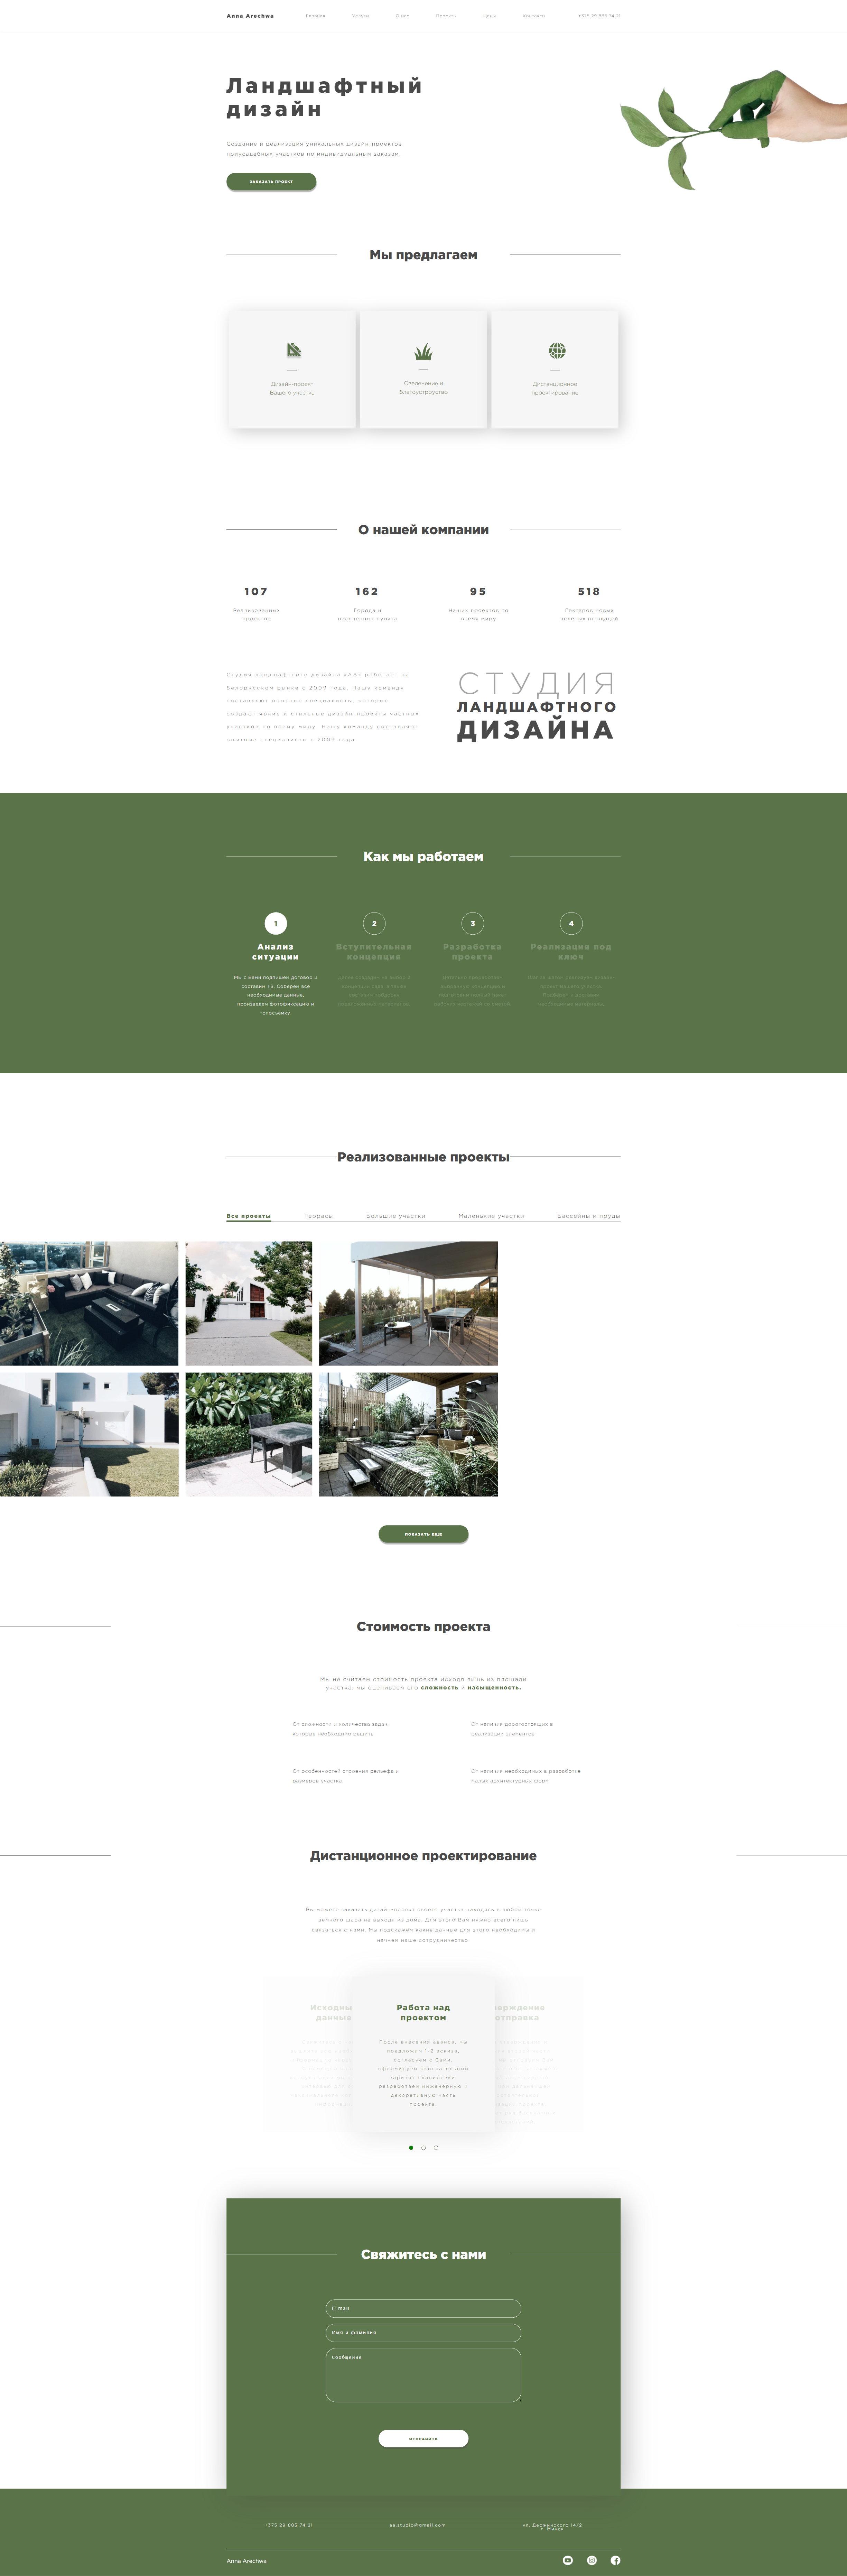 Anna Arechwa
Главная
Услуги
О нас
Проекты
Цены
Контакты
+375 29 885 74 21
Ландшафтный
дизайн
Создание и реализация уникальных дизайн-проектов
приусадебных участков по индивидуальным заказам.
ЗАКАЗАТЬ ПРОЕКТ
Мы предлагаем
Дизайн-проект
Вашего участка
Озеленение и
благоустройство
Дистанционное
проектирование
О нашей компании
107
Реализованных
проектов
162
Города и
населенных пункта
95
Наших проектов по
всему миру
518
Гектаров новых
зеленых площадей
Студия ландшафтного дизайна «АА» работает на
белорусском рынке с 2009 года. Нашу команду
составляют опытные специалисты, которые
создают яркие и стильные дизайн-проекты частных
участков по всему миру. Нашу команду составляют
опытные специалисты с 2009 года.
СТУДИЯ
ЛАНДШАФТНОГО
ДИЗАЙНА
Как мы работаем
1
Анализ
ситуации
Мы с Вами подпишем договор и
составим ТЗ. Соберем все
необходимые данные,
произведем фотофиксацию и
топосъемку.
2
Вступительная
концепция
3
Разработка
проекта
4
Реализация под
ключ
Реализованные проекты
Все проекты
Террасы
Большие участки
Маленькие участки
Бассейны и пруды
ПОКАЗАТЬ ЕЩЕ
Стоимость проекта
Мы не считаем стоимость проекта исходя лишь из площади
участка, мы оцениваем его сложность и насыщенность.
От сложности и количества задач,
которые необходимо решить
От наличия дорогостоящих в
реализации элементов
От особенностей строения рельефа и
размеров участка
От наличия необходимых в разработке
малых архитектурных форм
Дистанционное проектирование
Вы можете заказать дизайн-проект своего участка находясь в любой точке
земного шара не выходя из дома. Для этого Вам нужно всего лишь
связаться с нами. Мы подскажем какие данные для этого необходимы и
начнем наше сотрудничество.
Исходны
данные
Работа над
проектом
После внесения аванса, мы
предложим 1-2 эскиза,
согласуем с Вами,
сформируем окончательный
вариант планировки,
разработаем инженерную и
декоративную часть
проекта.
верждение
отправка
Свяжитесь с нами
E-mail
Имя и фамилия
Сообщение
ОТПРАВИТЬ
+375 29 885 74 21
aa.studio@gmail.com
ул. Дзержинского 14/2
г. Минск
Anna Arechwa